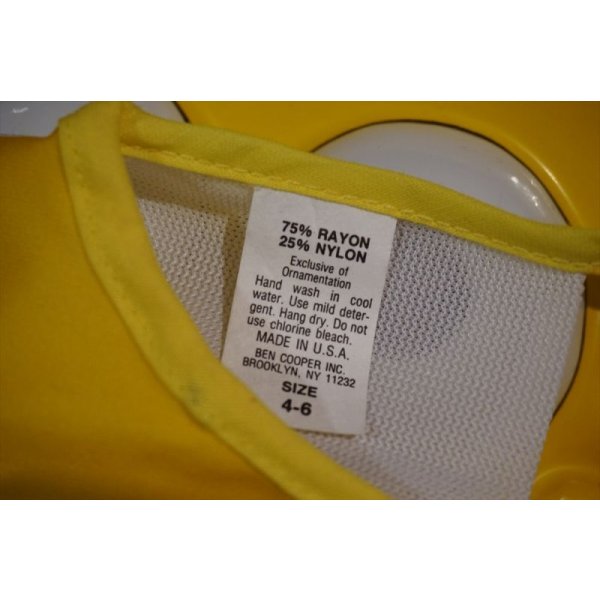 75% RAYON
25% NYLON
Exclusive of
Ornamentation
Hand wash in cool
water. Use mild deter-
gent. Hang dry. Do not
use chlorine bleach.
MADE IN U.S.A.
BEN COOPER INC.
BROOKLYN, NY 11232
SIZE
4-6